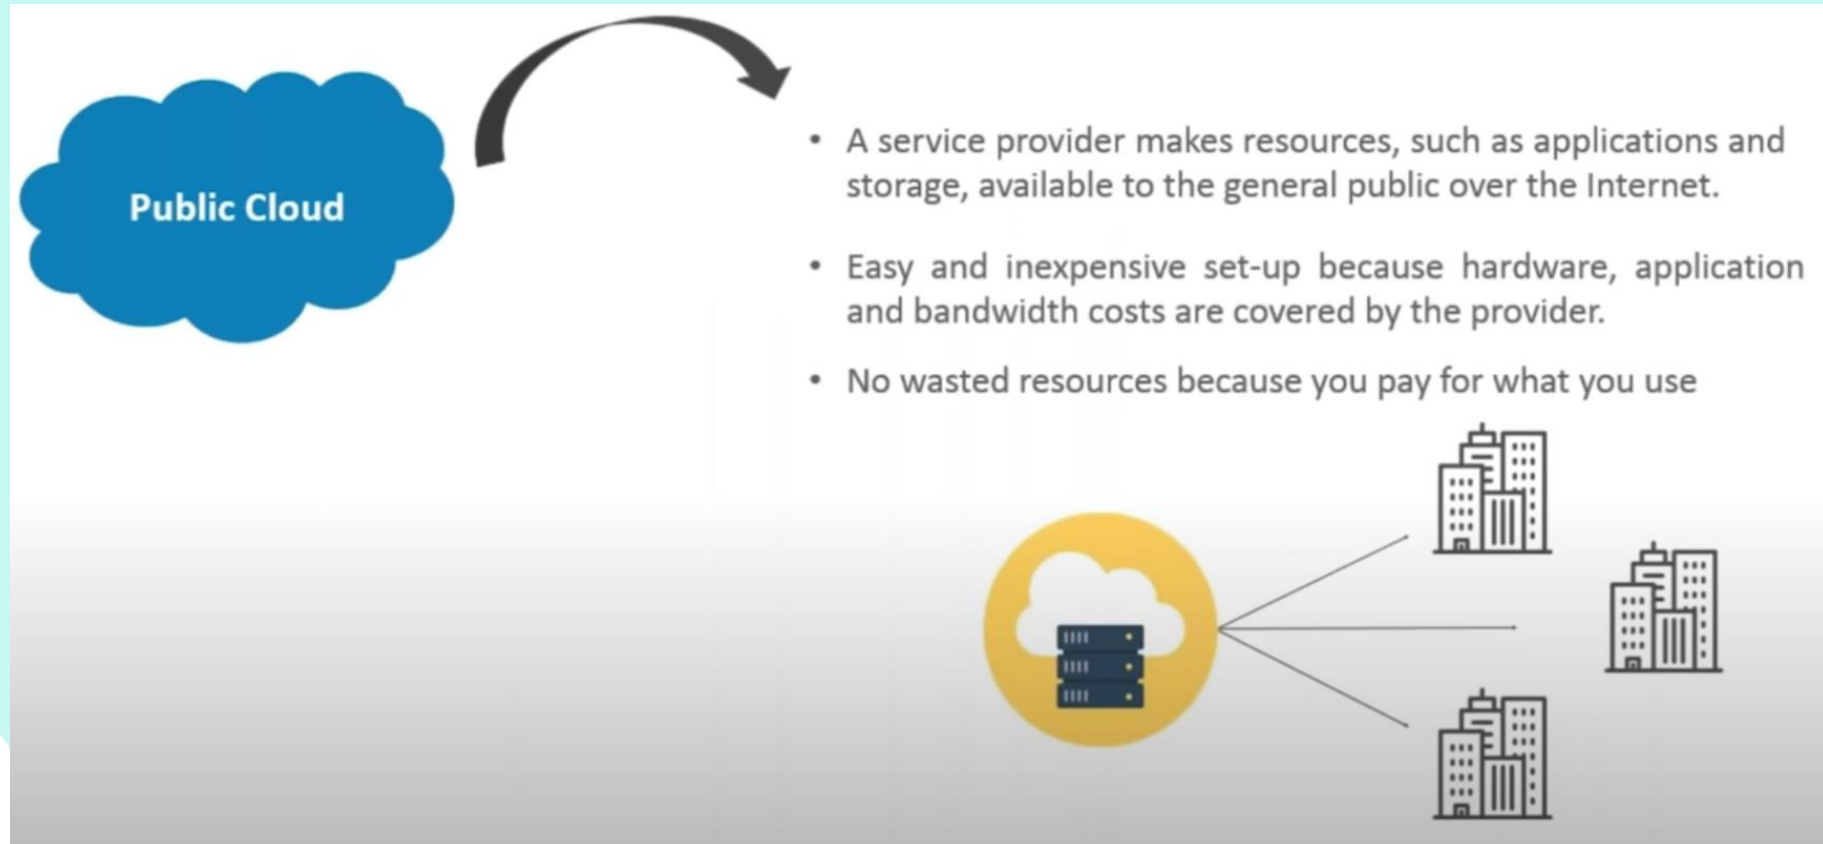 Public Cloud
• A service provider makes resources, such as applications and
storage, available to the general public over the Internet.
• Easy and inexpensive set-up because hardware, application
and bandwidth costs are covered by the provider.
• No wasted resources because you pay for what you use